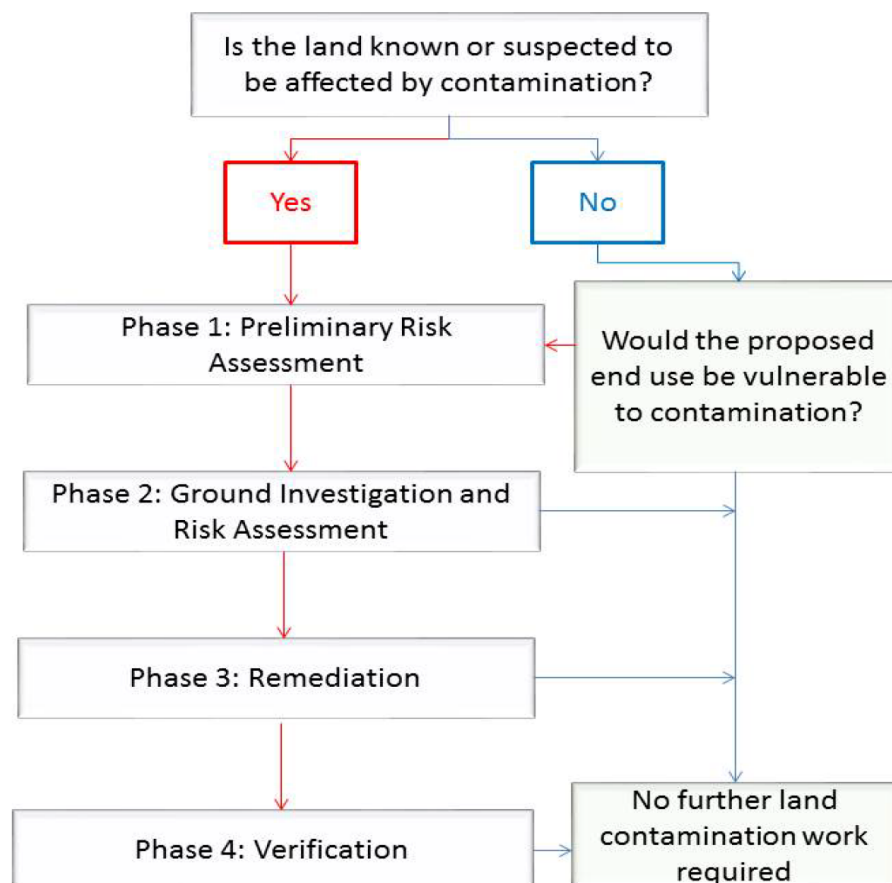 Is the land known or suspected to
be affected by contamination?
Yes
No
Phase 1: Preliminary Risk
Assessment
Would the proposed
end use be vulnerable
to contamination?
Phase 2: Ground Investigation and
Risk Assessment
Phase 3: Remediation
Phase 4: Verification
No further land
contamination work
required